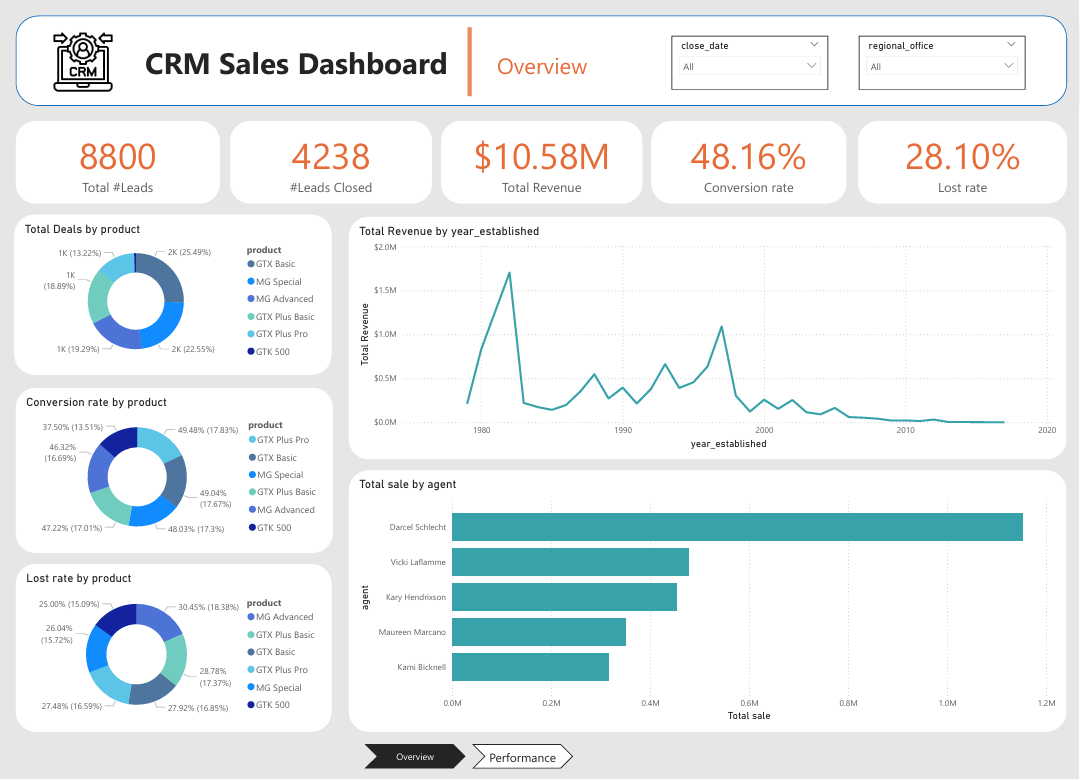 CRM
CRM Sales Dashboard
Overview
close_date
All
regional_office
All
8800
Total #Leads
4238
#Leads Closed
$10.58M
Total Revenue
48.16%
Conversion rate
28.10%
Lost rate
Total Deals by product
1K (13.22%)
2K (25.49%)
1K
(18.89%)
1K (19.29%)
2K (22.55%)
product
GTX Basic
MG Special
MG Advanced
GTX Plus Basic
GTX Plus Pro
GTK 500
Total Revenue by year_established
Total Revenue
$2.0M
$1.5M
$1.0M
$0.5M
$0.0M
1980
1990
2000
2010
2020
year_established
Conversion rate by product
37.50% (13.51%)
49.48% (17.83%)
46.32%
(16.69%)
49.04%
(17.67%)
47.22% (17.01%)
48.03% (17.3%)
product
GTX Plus Pro
GTX Basic
MG Special
GTX Plus Basic
MG Advanced
GTK 500
Total sale by agent
agent
Darcel Schlecht
Vicki Laflamme
Kary Hendrixson
Maureen Marcano
Kami Bicknell
0.0M
0.2M
0.4M
0.6M
0.8M
1.0M
1.2M
Total sale
Lost rate by product
25.00% (15.09%)
30.45% (18.38%)
26.04%
(15.72%)
28.78%
(17.37%)
27.48% (16.59%)
27.92% (16.85%)
product
MG Advanced
GTX Plus Basic
GTX Basic
GTX Plus Pro
MG Special
GTK 500
Overview
Performance